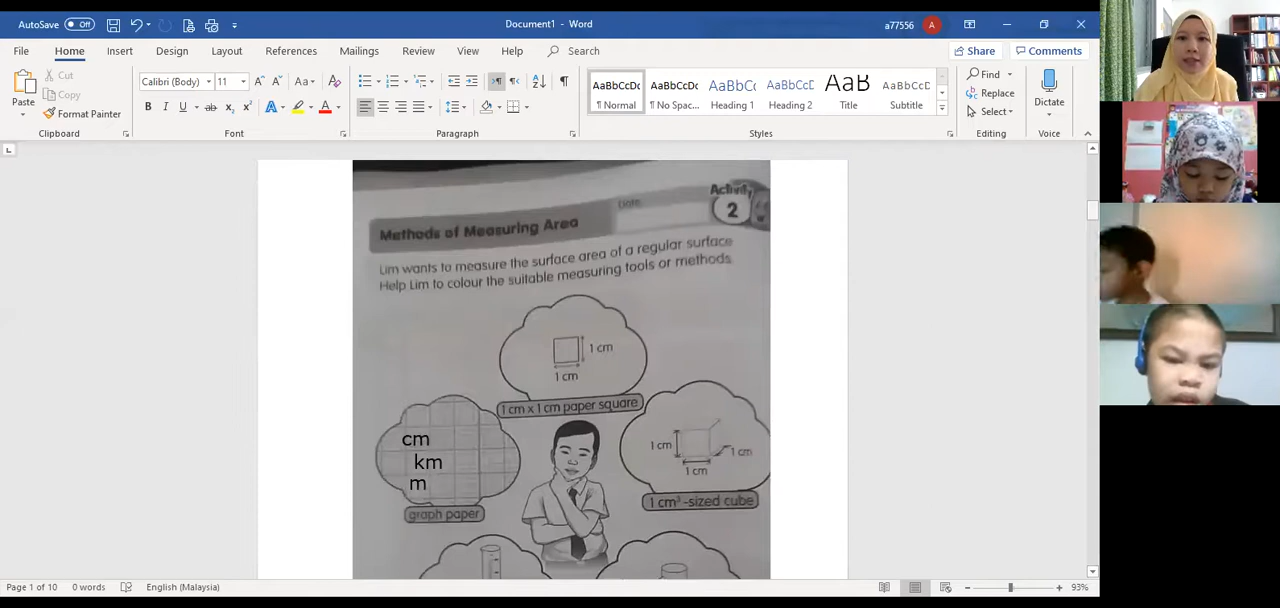 AutoSave Off
Document1 - Word
a77556 A
File Home Insert Design Layout References Mailings Review View Help Search
Share Comments
Paste
Cut
Copy
Format Painter
Clipboard
Calibri (Body) 11
Font
Paragraph
AaBbCcDc AaBbCcDc AaBbCc AaBbCcD AaB AaBbCcD
¶ Normal ¶ No Spac... Heading 1 Heading 2 Title Subtitle
Styles
Find
Replace
Select
Editing
Dictate
Voice
Methods of Measuring Area
Date
Activity
2
Lim wants to measure the surface area of a regular surface
Help Lim to colour the suitable measuring tools or methods
1 cm
1 cm
1 cm x 1 cm paper square
cm
km
m
graph paper
1 cm
1 cm
1 cm
1 cm³ -sized cube
Page 1 of 10 0 words English (Malaysia) 93%